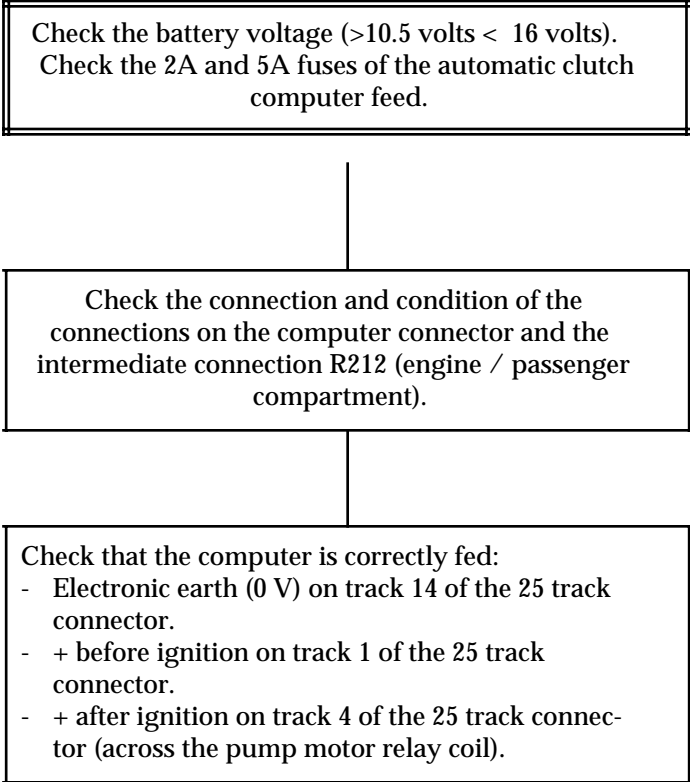 Check the battery voltage (>10.5 volts < 16 volts).
Check the 2A and 5A fuses of the automatic clutch
computer feed.
Check the connection and condition of the
connections on the computer connector and the
intermediate connection R212 (engine / passenger
compartment).
Check that the computer is correctly fed:
- Electronic earth (0 V) on track 14 of the 25 track
connector.
- + before ignition on track 1 of the 25 track
connector.
- + after ignition on track 4 of the 25 track connec-
tor (across the pump motor relay coil).